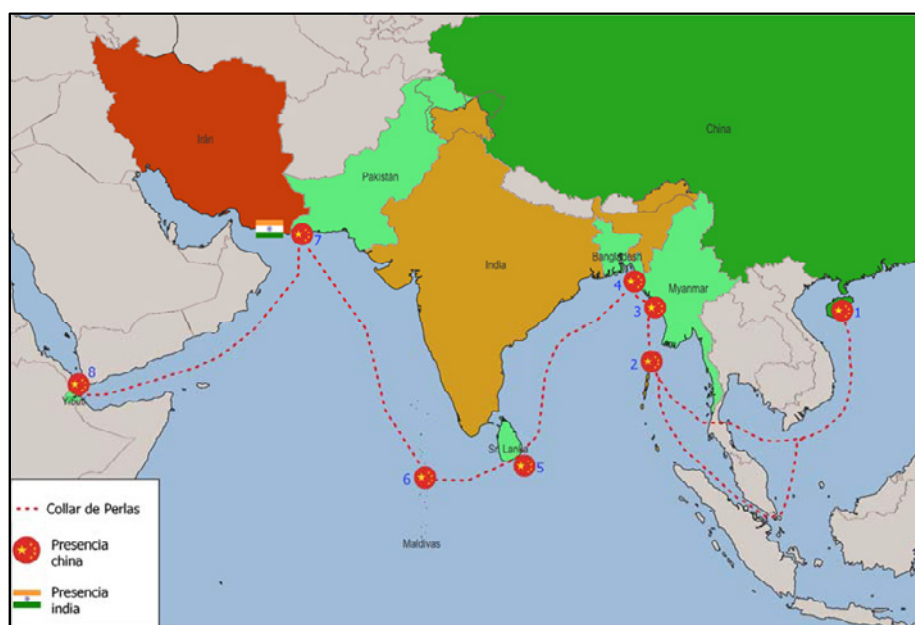 China
Irán
Pakistán
7
India
Bangladesh
4
Myanmar
3
1
2
8
Yibuti
Sri Lanka
5
6
Maldivas
Collar de Perlas
Presencia
china
Presencia
india